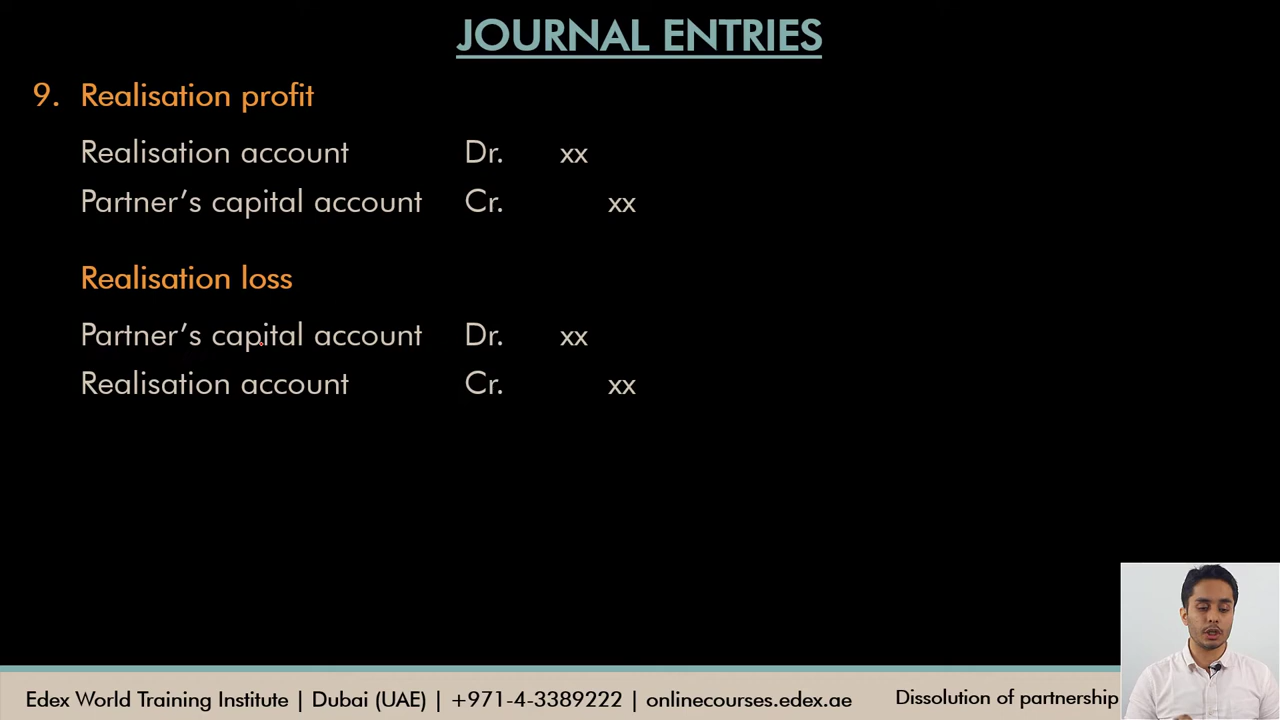 JOURNAL ENTRIES
9. Realisation profit
Realisation account Dr. xx
Partner’s capital account Cr. xx
Realisation loss
Partner’s capital account Dr. xx
Realisation account Cr. xx
Edex World Training Institute | Dubai (UAE) | +971-4-3389222 | onlinecourses.edex.ae
Dissolution of partnership